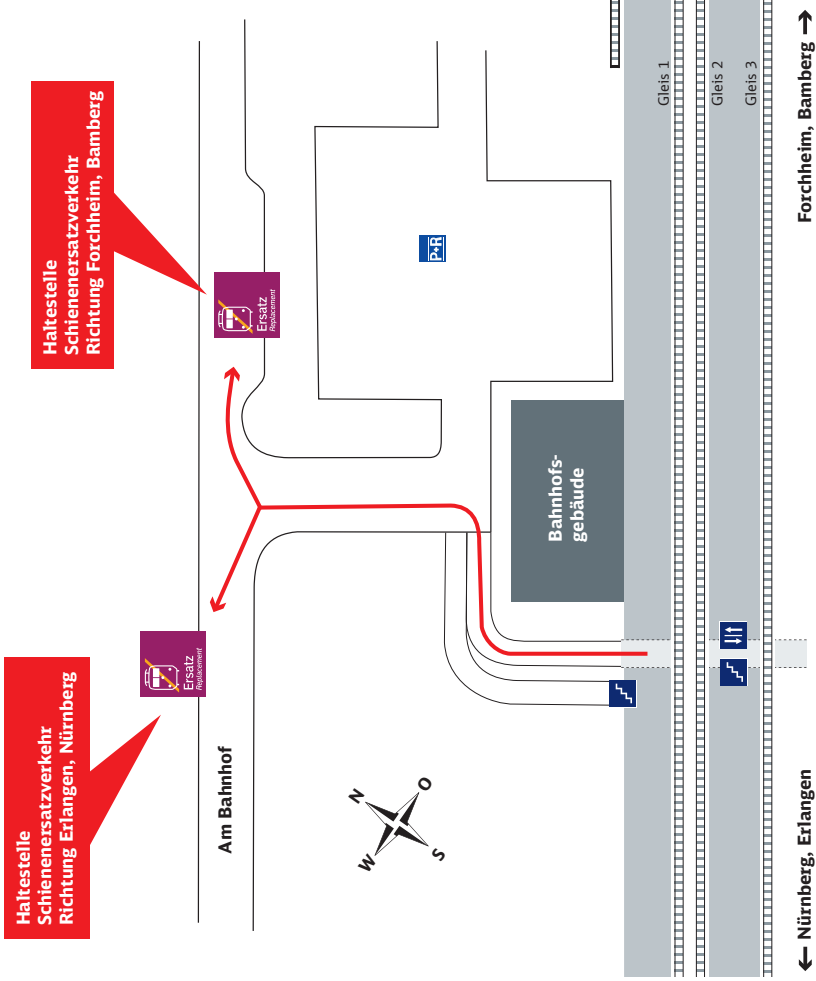 Haltestelle
Schienenersatzverkehr
Richtung Erlangen, Nürnberg
Haltestelle
Schienenersatzverkehr
Richtung Forchheim, Bamberg
Ersatz
Replacement
Ersatz
Replacement
Am Bahnhof
P+R
N
O
S
W
Bahnhofs-
gebäude
Gleis 1
Gleis 2
Gleis 3
← Nürnberg, Erlangen
Forchheim, Bamberg →